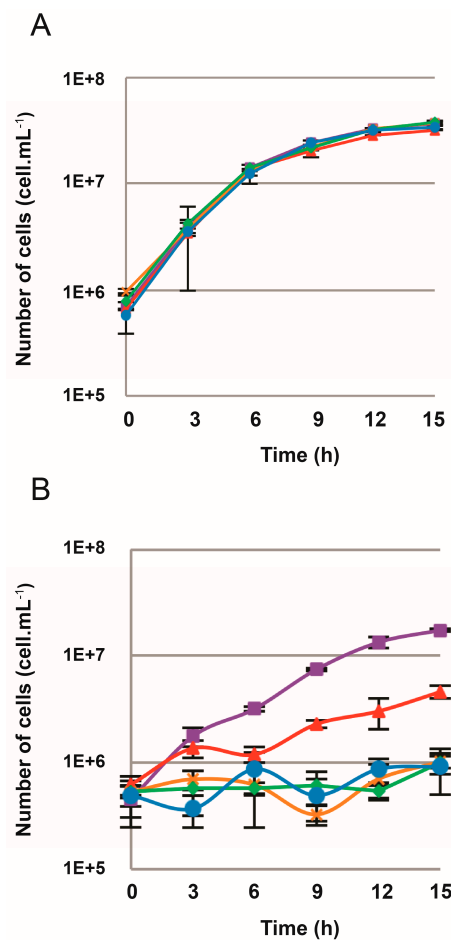 A
1E+8
1E+7
1E+6
1E+5
Number of cells (cell.mL⁻¹)
0 3 6 9 12 15
Time (h)
B
1E+8
1E+7
1E+6
1E+5
Number of cells (cell.mL⁻¹)
0 3 6 9 12 15
Time (h)